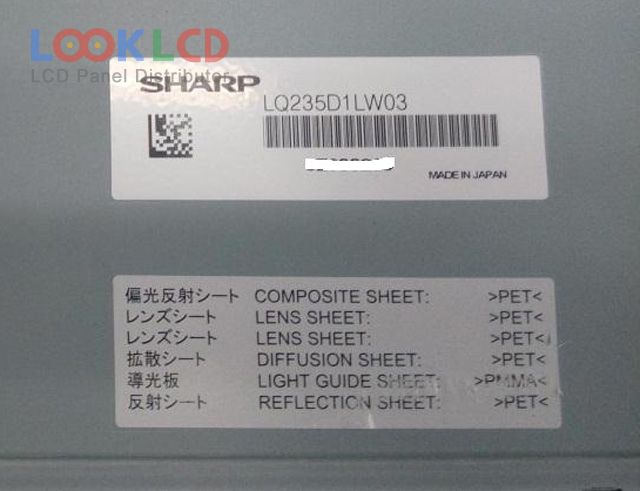 LOOKLCD
LCD Panel Distributor
SHARP
LQ235D1LW03
MADE IN JAPAN
偏光反射シート COMPOSITE SHEET: >PET<
レンズシート LENS SHEET: >PET<
レンズシート LENS SHEET: >PET<
拡散シート DIFFUSION SHEET: >PET<
導光板 LIGHT GUIDE SHEET: >PMMA<
反射シート REFLECTION SHEET: >PET<